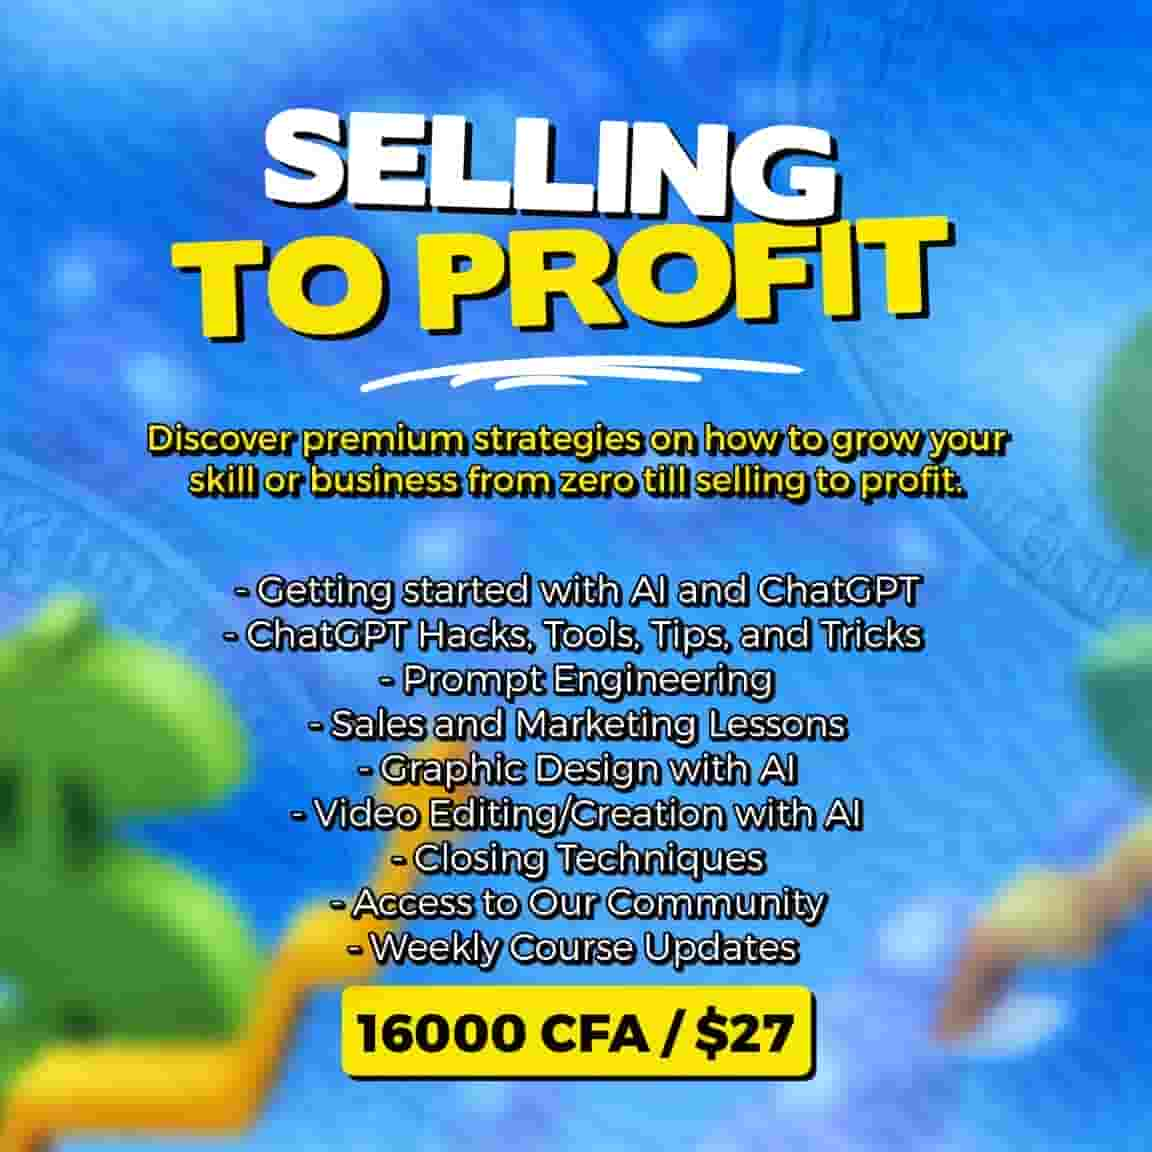 SELLING
TO PROFIT
Discover premium strategies on how to grow your
skill or business from zero till selling to profit.
- Getting started with AI and ChatGPT
- ChatGPT Hacks, Tools, Tips, and Tricks
- Prompt Engineering
- Sales and Marketing Lessons
- Graphic Design with AI
- Video Editing/Creation with AI
- Closing Techniques
- Access to Our Community
- Weekly Course Updates
16000 CFA / $27